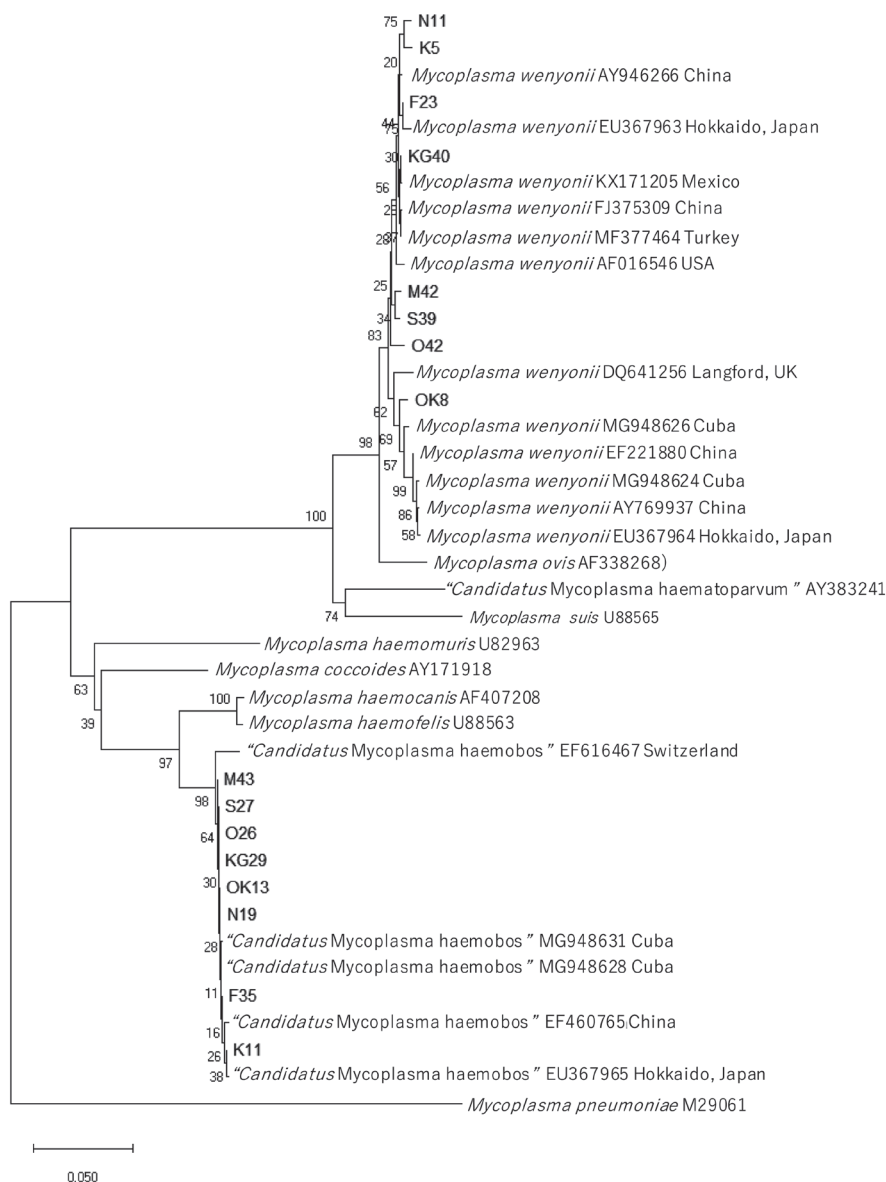 75 N11
K5
20
Mycoplasma wenyonii AY946266 China
F23
44
75 Mycoplasma wenyonii EU367963 Hokkaido, Japan
30 KG40
Mycoplasma wenyonii KX171205 Mexico
56
Mycoplasma wenyonii FJ375309 China
28 Mycoplasma wenyonii MF377464 Turkey
Mycoplasma wenyonii AF016546 USA
25
M42
34 S39
83
O42
Mycoplasma wenyonii DQ641256 Langford, UK
OK8
62
Mycoplasma wenyonii MG948626 Cuba
98 69
Mycoplasma wenyonii EF221880 China
57
Mycoplasma wenyonii MG948624 Cuba
99
Mycoplasma wenyonii AY769937 China
86
100
58 Mycoplasma wenyonii EU367964 Hokkaido, Japan
Mycoplasma ovis AF338268)
“Candidatus Mycoplasma haematoparvum ” AY383241
74 Mycoplasma suis U88565
Mycoplasma haemomuris U82963
Mycoplasma coccoides AY171918
63
100 Mycoplasma haemocanis AF407208
39 Mycoplasma haemofelis U88563
“Candidatus Mycoplasma haemobos ” EF616467 Switzerland
97
M43
98
S27
O26
64
KG29
30 OK13
N19
28 “Candidatus Mycoplasma haemobos ” MG948631 Cuba
“Candidatus Mycoplasma haemobos ” MG948628 Cuba
11 F35
“Candidatus Mycoplasma haemobos ” EF460765 China
16
K11
26
38 “Candidatus Mycoplasma haemobos ” EU367965 Hokkaido, Japan
Mycoplasma pneumoniae M29061
0.050